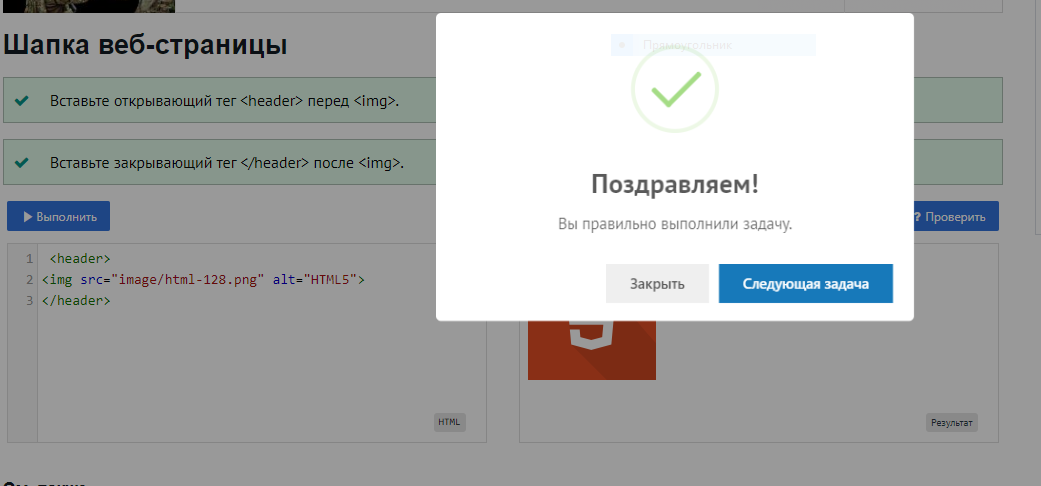 Шапка веб-страницы
Вставьте открывающий тег <header> перед <img>.
Вставьте закрывающий тег </header> после <img>.
Выполнить
? Проверить
1 <header>
2 <img src="image/html-128.png" alt="HTML5">
3 </header>
HTML
Результат
Прямоугольник
Поздравляем!
Вы правильно выполнили задачу.
Закрыть
Следующая задача